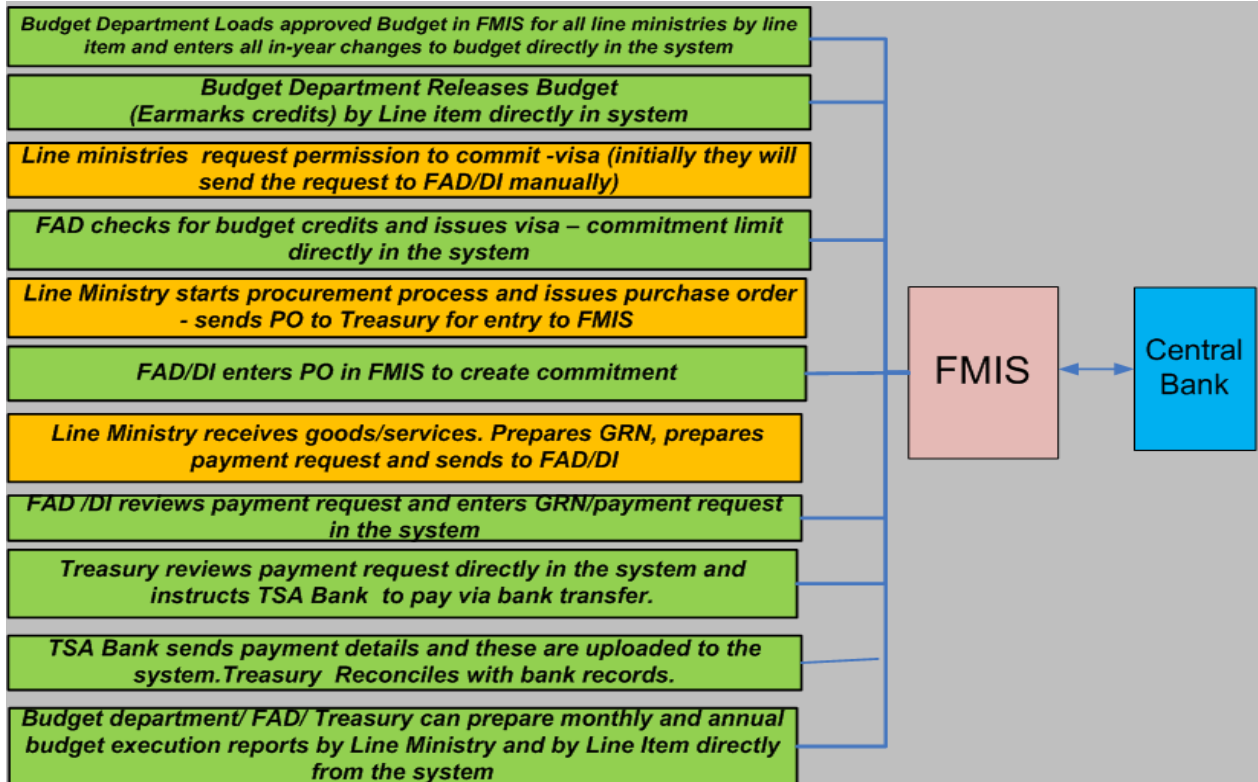 Budget Department Loads approved Budget in FMIS for all line ministries by line
item and enters all in-year changes to budget directly in the system
Budget Department Releases Budget
(Earmarks credits) by Line item directly in system
Line ministries request permission to commit -visa (initially they will
send the request to FAD/DI manually)
FAD checks for budget credits and issues visa – commitment limit
directly in the system
Line Ministry starts procurement process and issues purchase order
- sends PO to Treasury for entry to FMIS
FAD/DI enters PO in FMIS to create commitment
Line Ministry receives goods/services. Prepares GRN, prepares
payment request and sends to FAD/DI
FAD /DI reviews payment request and enters GRN/payment request
in the system
Treasury reviews payment request directly in the system and
instructs TSA Bank to pay via bank transfer.
TSA Bank sends payment details and these are uploaded to the
system.Treasury Reconciles with bank records.
Budget department/ FAD/ Treasury can prepare monthly and annual
budget execution reports by Line Ministry and by Line Item directly
from the system
FMIS
Central
Bank